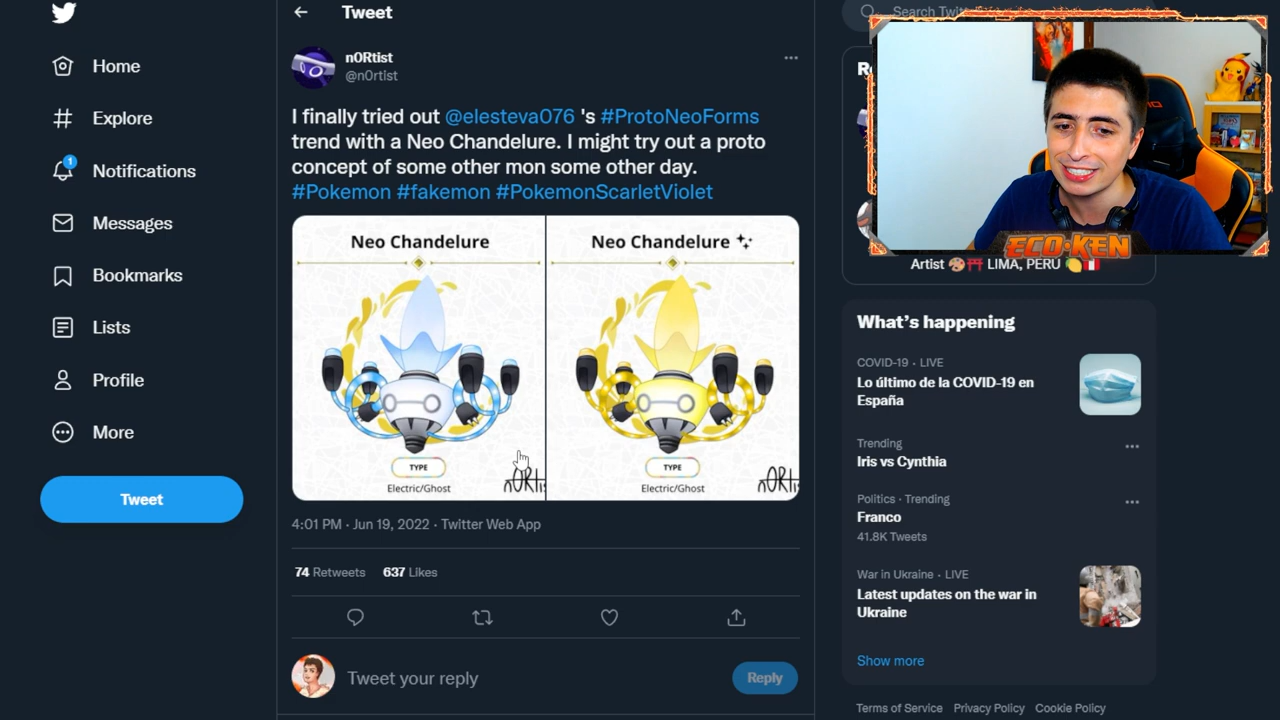 Tweet
Search Twit
Home
Explore
1
Notifications
Messages
Bookmarks
Lists
Profile
More
Tweet
n0Rtist
@n0rtist
I finally tried out @elesteva076 's #ProtoNeoForms
trend with a Neo Chandelure. I might try out a proto
concept of some other mon some other day.
#Pokemon #fakemon #PokemonScarletViolet
Neo Chandelure
TYPE
Electric/Ghost
nORtis
Neo Chandelure
TYPE
Electric/Ghost
nORtis
4:01 PM · Jun 19, 2022 · Twitter Web App
74 Retweets 637 Likes
Tweet your reply
Reply
ECO-KEN
Artist 🎨⛩ LIMA, PERU 🍋🇵🇪
What's happening
COVID-19 · LIVE
Lo último de la COVID-19 en
España
Trending
Iris vs Cynthia
Politics · Trending
Franco
41.8K Tweets
War in Ukraine · LIVE
Latest updates on the war in
Ukraine
Show more
Terms of Service Privacy Policy Cookie Policy